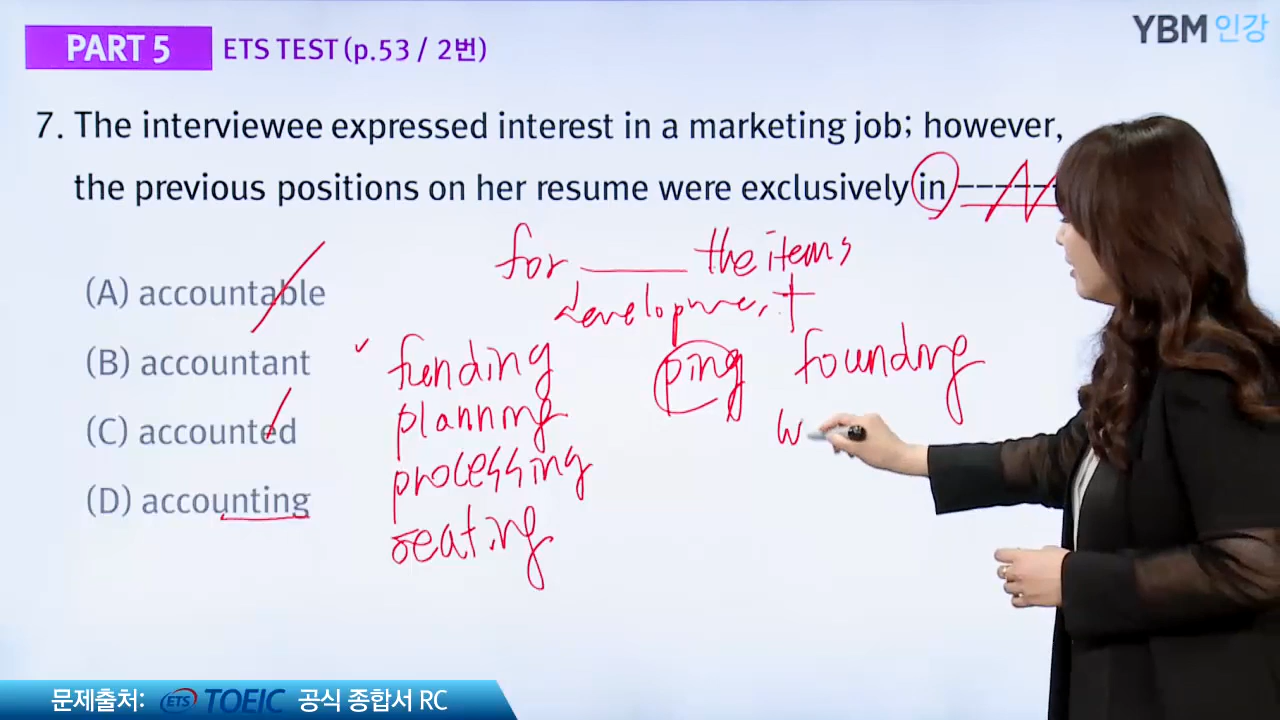 PART 5
ETS TEST (p.53 / 2번)
YBM 인강
7. The interviewee expressed interest in a marketing job; however,
the previous positions on her resume were exclusively in ------
for ____ the items
development
(A) accountable
(B) accountant
(C) accounted
(D) accounting
funding
planning
processing
seating
ping
founding
w
문제출처: ETS TOEIC 공식 종합서 RC